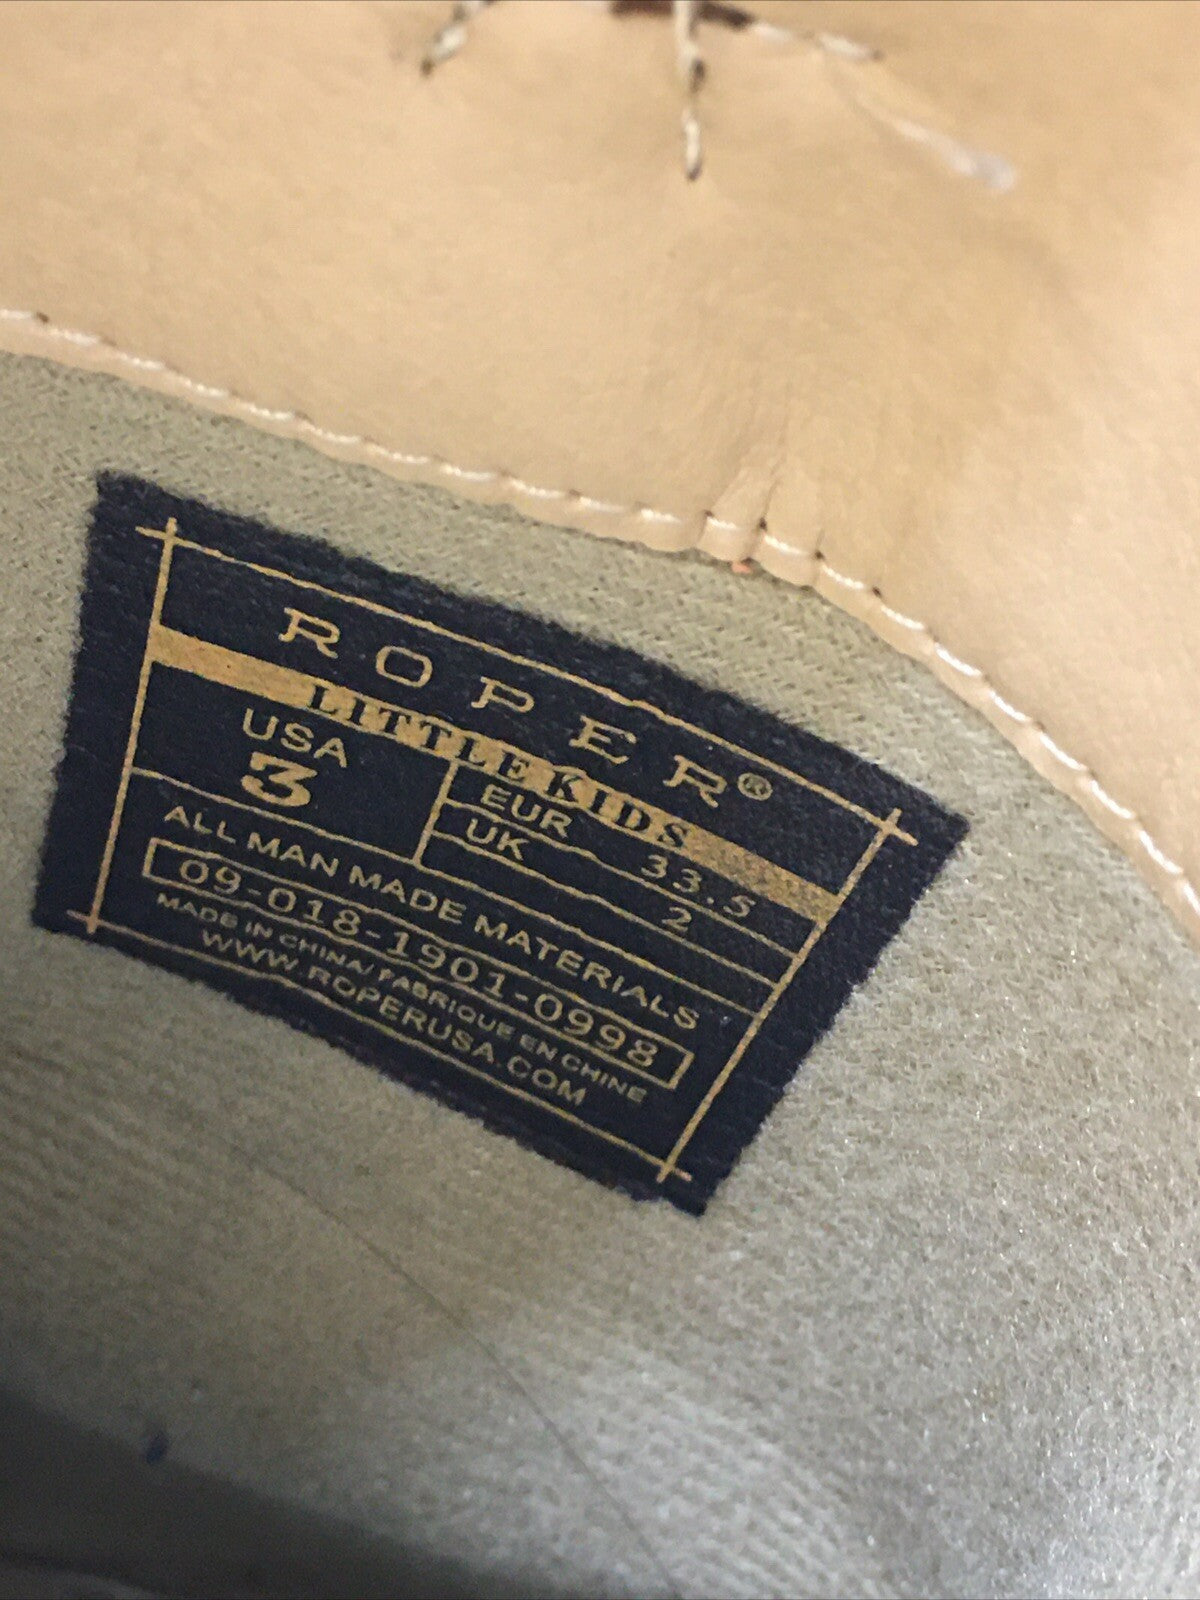 ROPER®
LITTLE KIDS
USA
3
EUR 33.5
UK 2
ALL MAN MADE MATERIALS
09-018-1901-0998
MADE IN CHINA/ FABRIQUE EN CHINE
WWW.ROPERUSA.COM